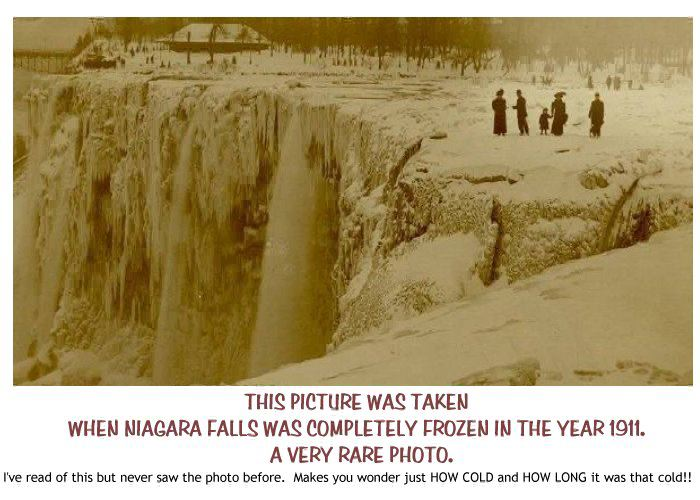 THIS PICTURE WAS TAKEN
WHEN NIAGARA FALLS WAS COMPLETELY FROZEN IN THE YEAR 1911.
A VERY RARE PHOTO.
I've read of this but never saw the photo before.  Makes you wonder just HOW COLD and HOW LONG it was that cold!!